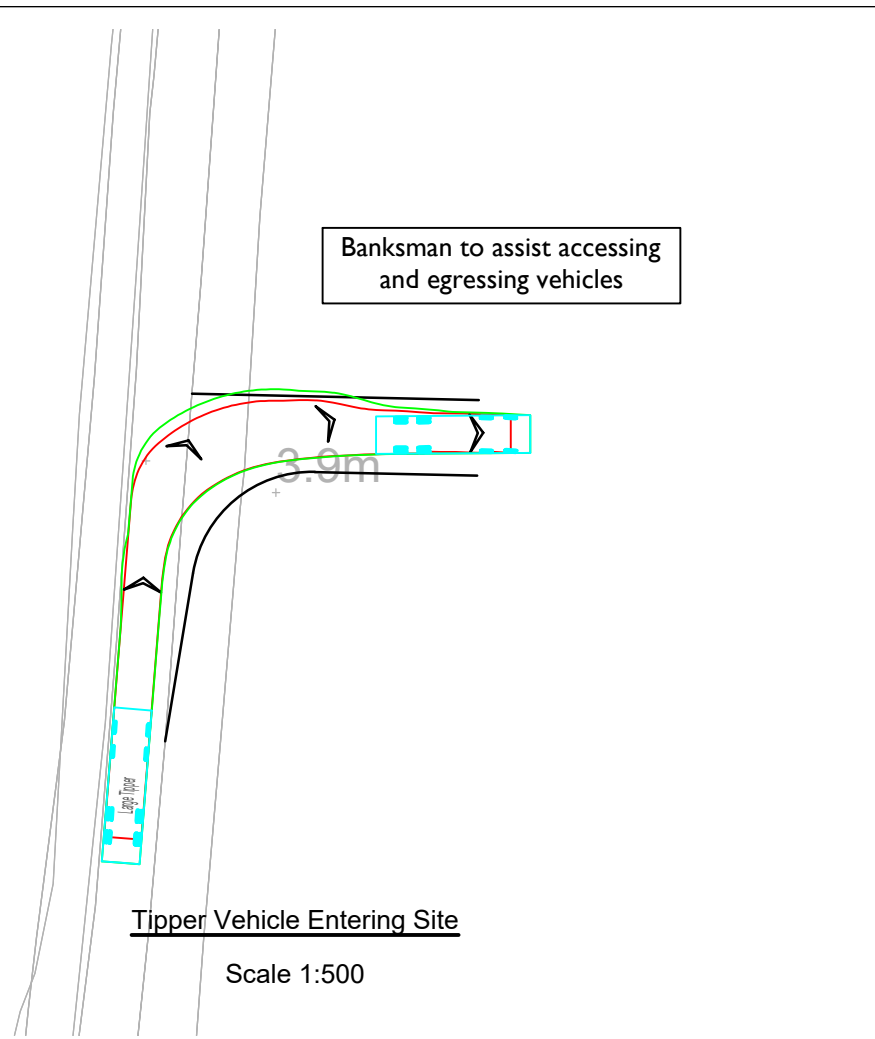 Banksman to assist accessing
and egressing vehicles
3.9m
Large Tipper
Tipper Vehicle Entering Site
Scale 1:500